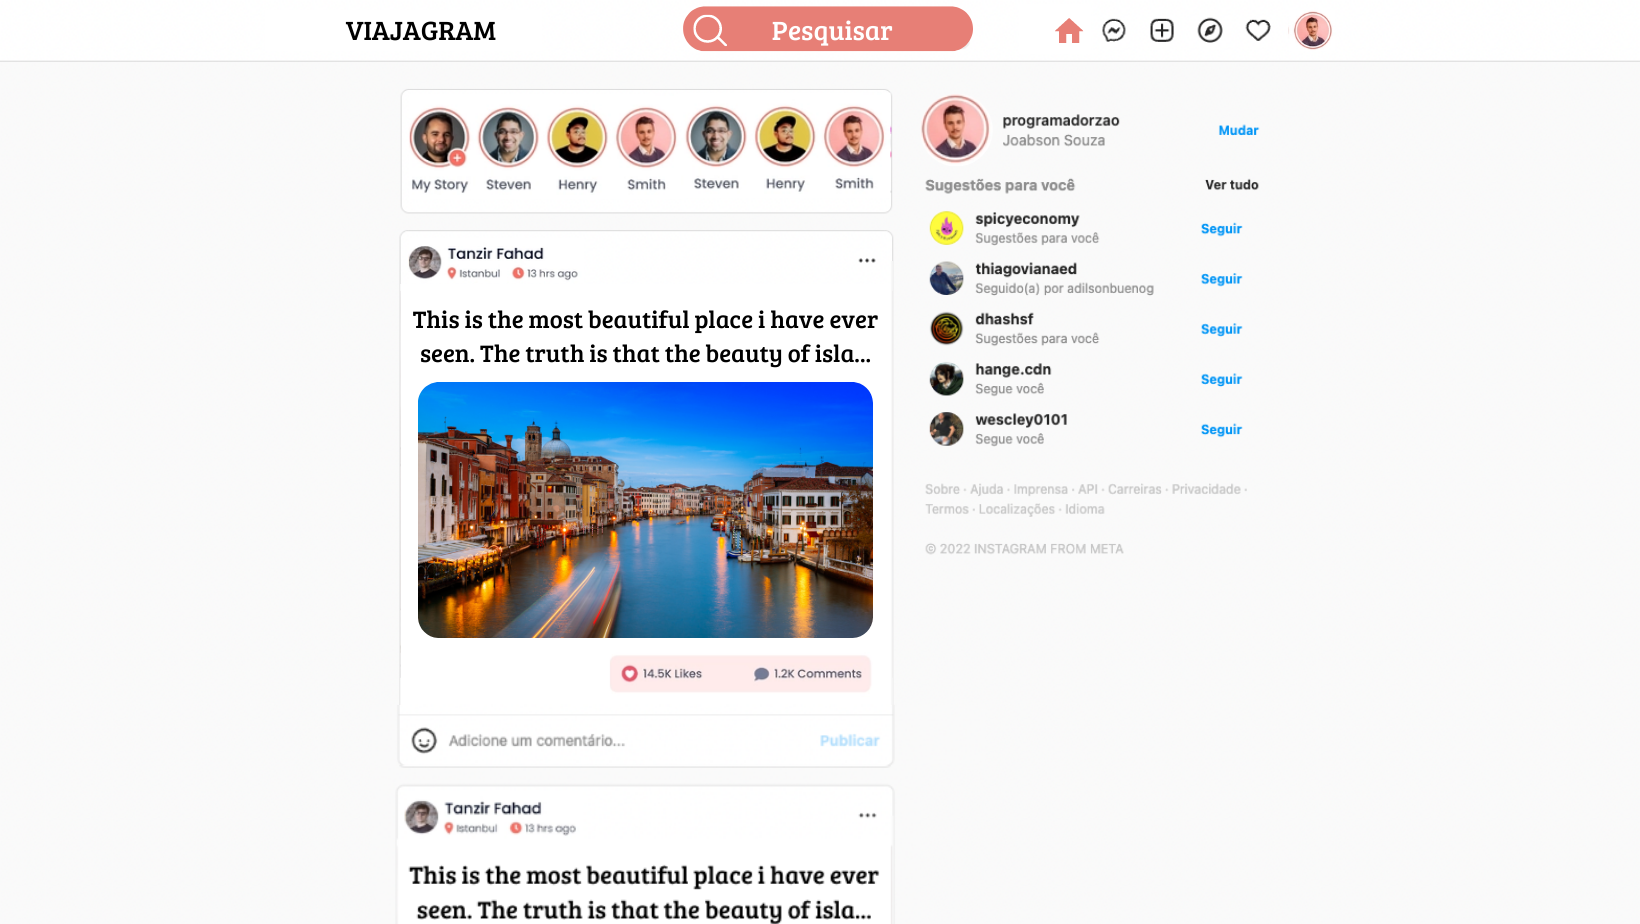 VIAJAGRAM
Pesquisar
My Story
Steven
Henry
Smith
Steven
Henry
Smith
Tanzir Fahad
Istanbul 13 hrs ago
This is the most beautiful place i have ever
seen. The truth is that the beauty of isla...
14.5K Likes 1.2K Comments
Adicione um comentário... Publicar
Tanzir Fahad
Istanbul 13 hrs ago
This is the most beautiful place i have ever
seen. The truth is that the beauty of isla...
programadorzao
Joabson Souza
Mudar
Sugestões para você Ver tudo
spicyeconomy
Sugestões para você
Seguir
thiagovianaed
Seguido(a) por adilsonbuenog
Seguir
dhashsf
Sugestões para você
Seguir
hange.cdn
Segue você
Seguir
wescley0101
Segue você
Seguir
Sobre · Ajuda · Imprensa · API · Carreiras · Privacidade ·
Termos · Localizações · Idioma
© 2022 INSTAGRAM FROM META